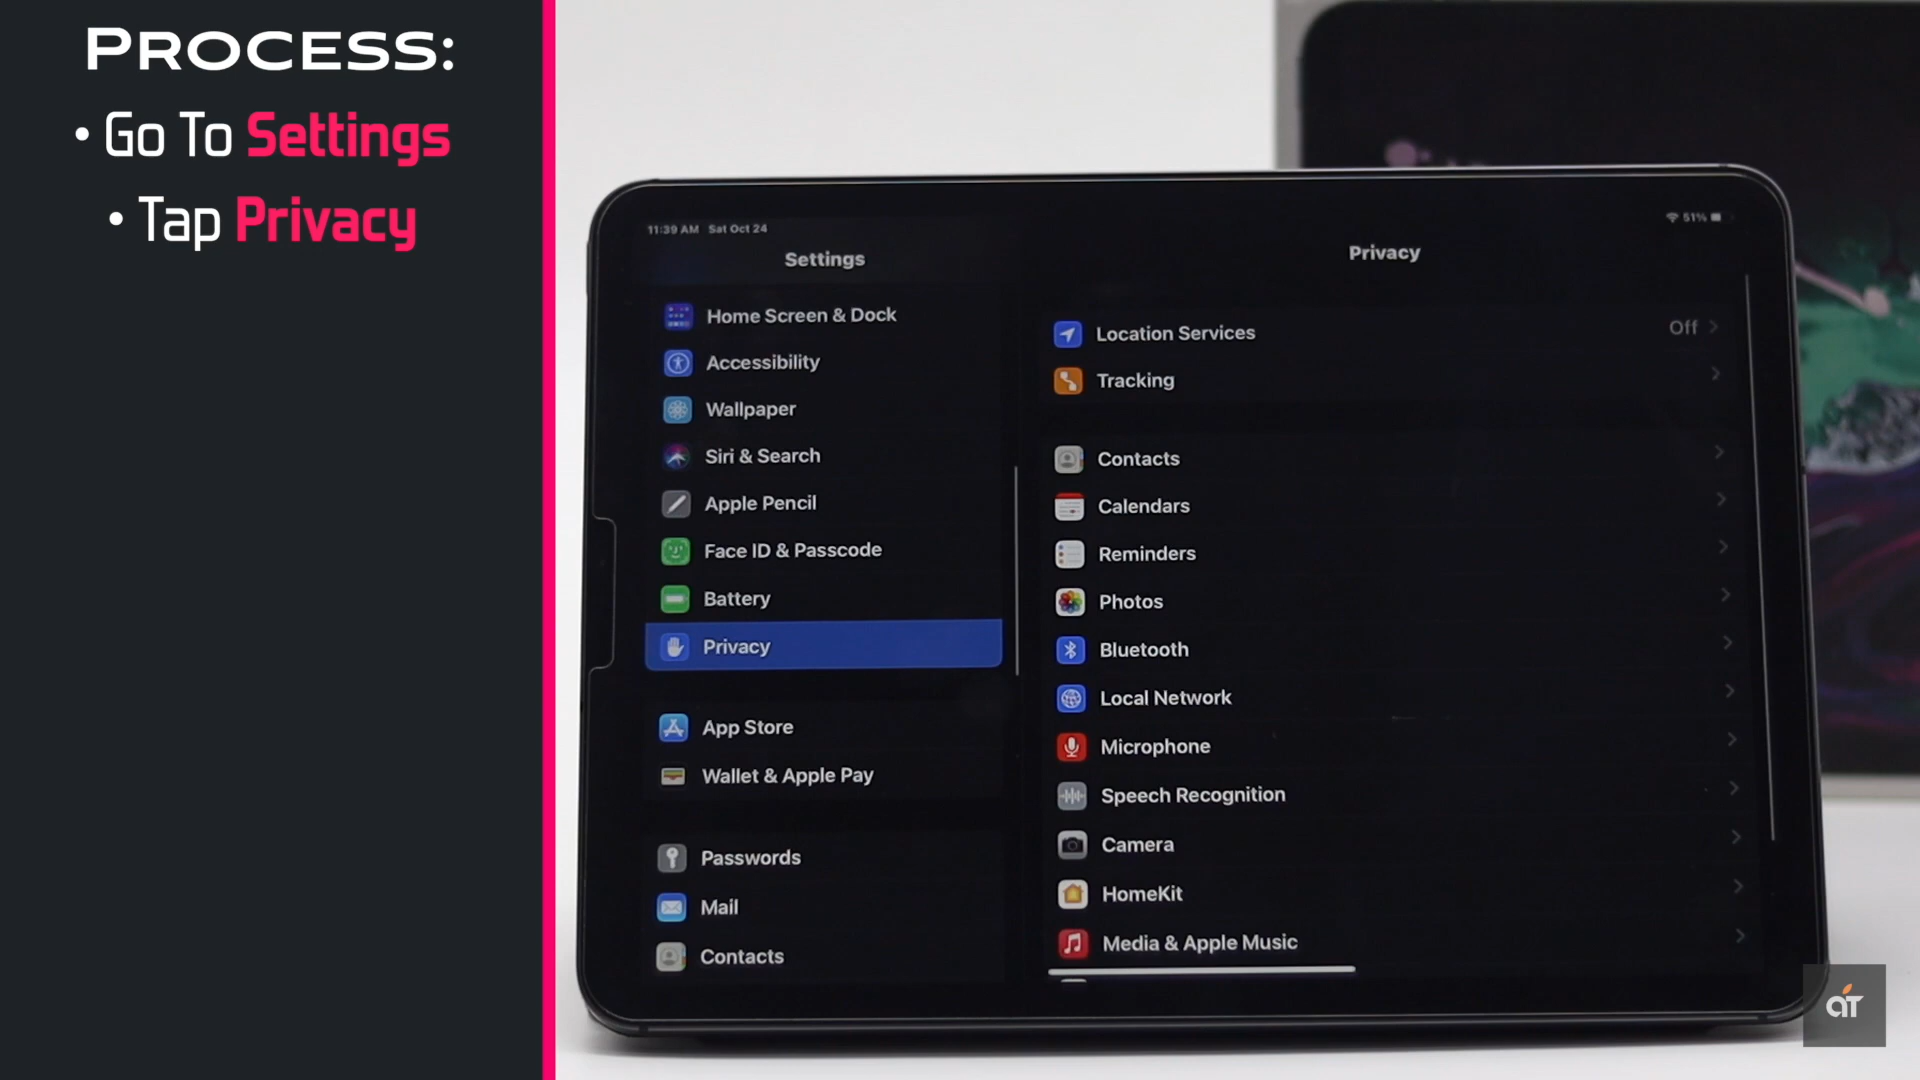 PROCESS:
• Go To Settings
• Tap Privacy
11:39 AM Sat Oct 24
51%
Settings
Privacy
Home Screen & Dock
Accessibility
Wallpaper
Siri & Search
Apple Pencil
Face ID & Passcode
Battery
Privacy
App Store
Wallet & Apple Pay
Passwords
Mail
Contacts
Location Services Off
Tracking
Contacts
Calendars
Reminders
Photos
Bluetooth
Local Network
Microphone
Speech Recognition
Camera
HomeKit
Media & Apple Music
aT